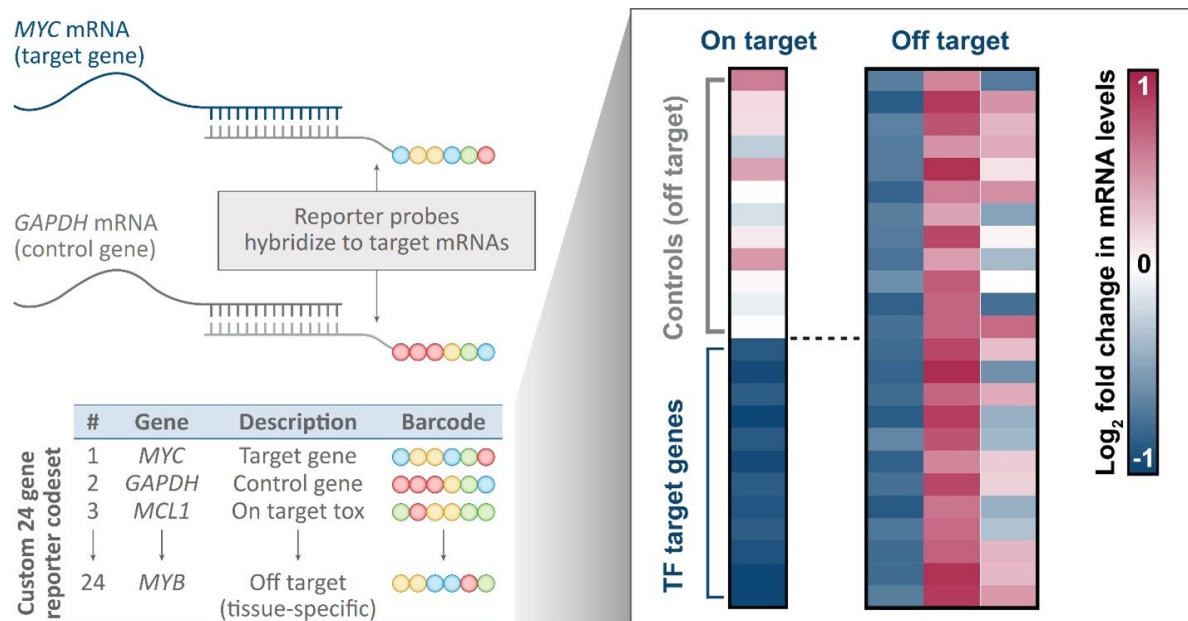 MYC mRNA
(target gene)
GAPDH mRNA
(control gene)
Reporter probes
hybridize to target mRNAs
Custom 24 gene
reporter codeset
# Gene Description Barcode
1 MYC Target gene
2 GAPDH Control gene
3 MCL1 On target tox
24 MYB Off target
(tissue-specific)
On target Off target
Controls (off target)
TF target genes
1
0
-1
Log₂ fold change in mRNA levels